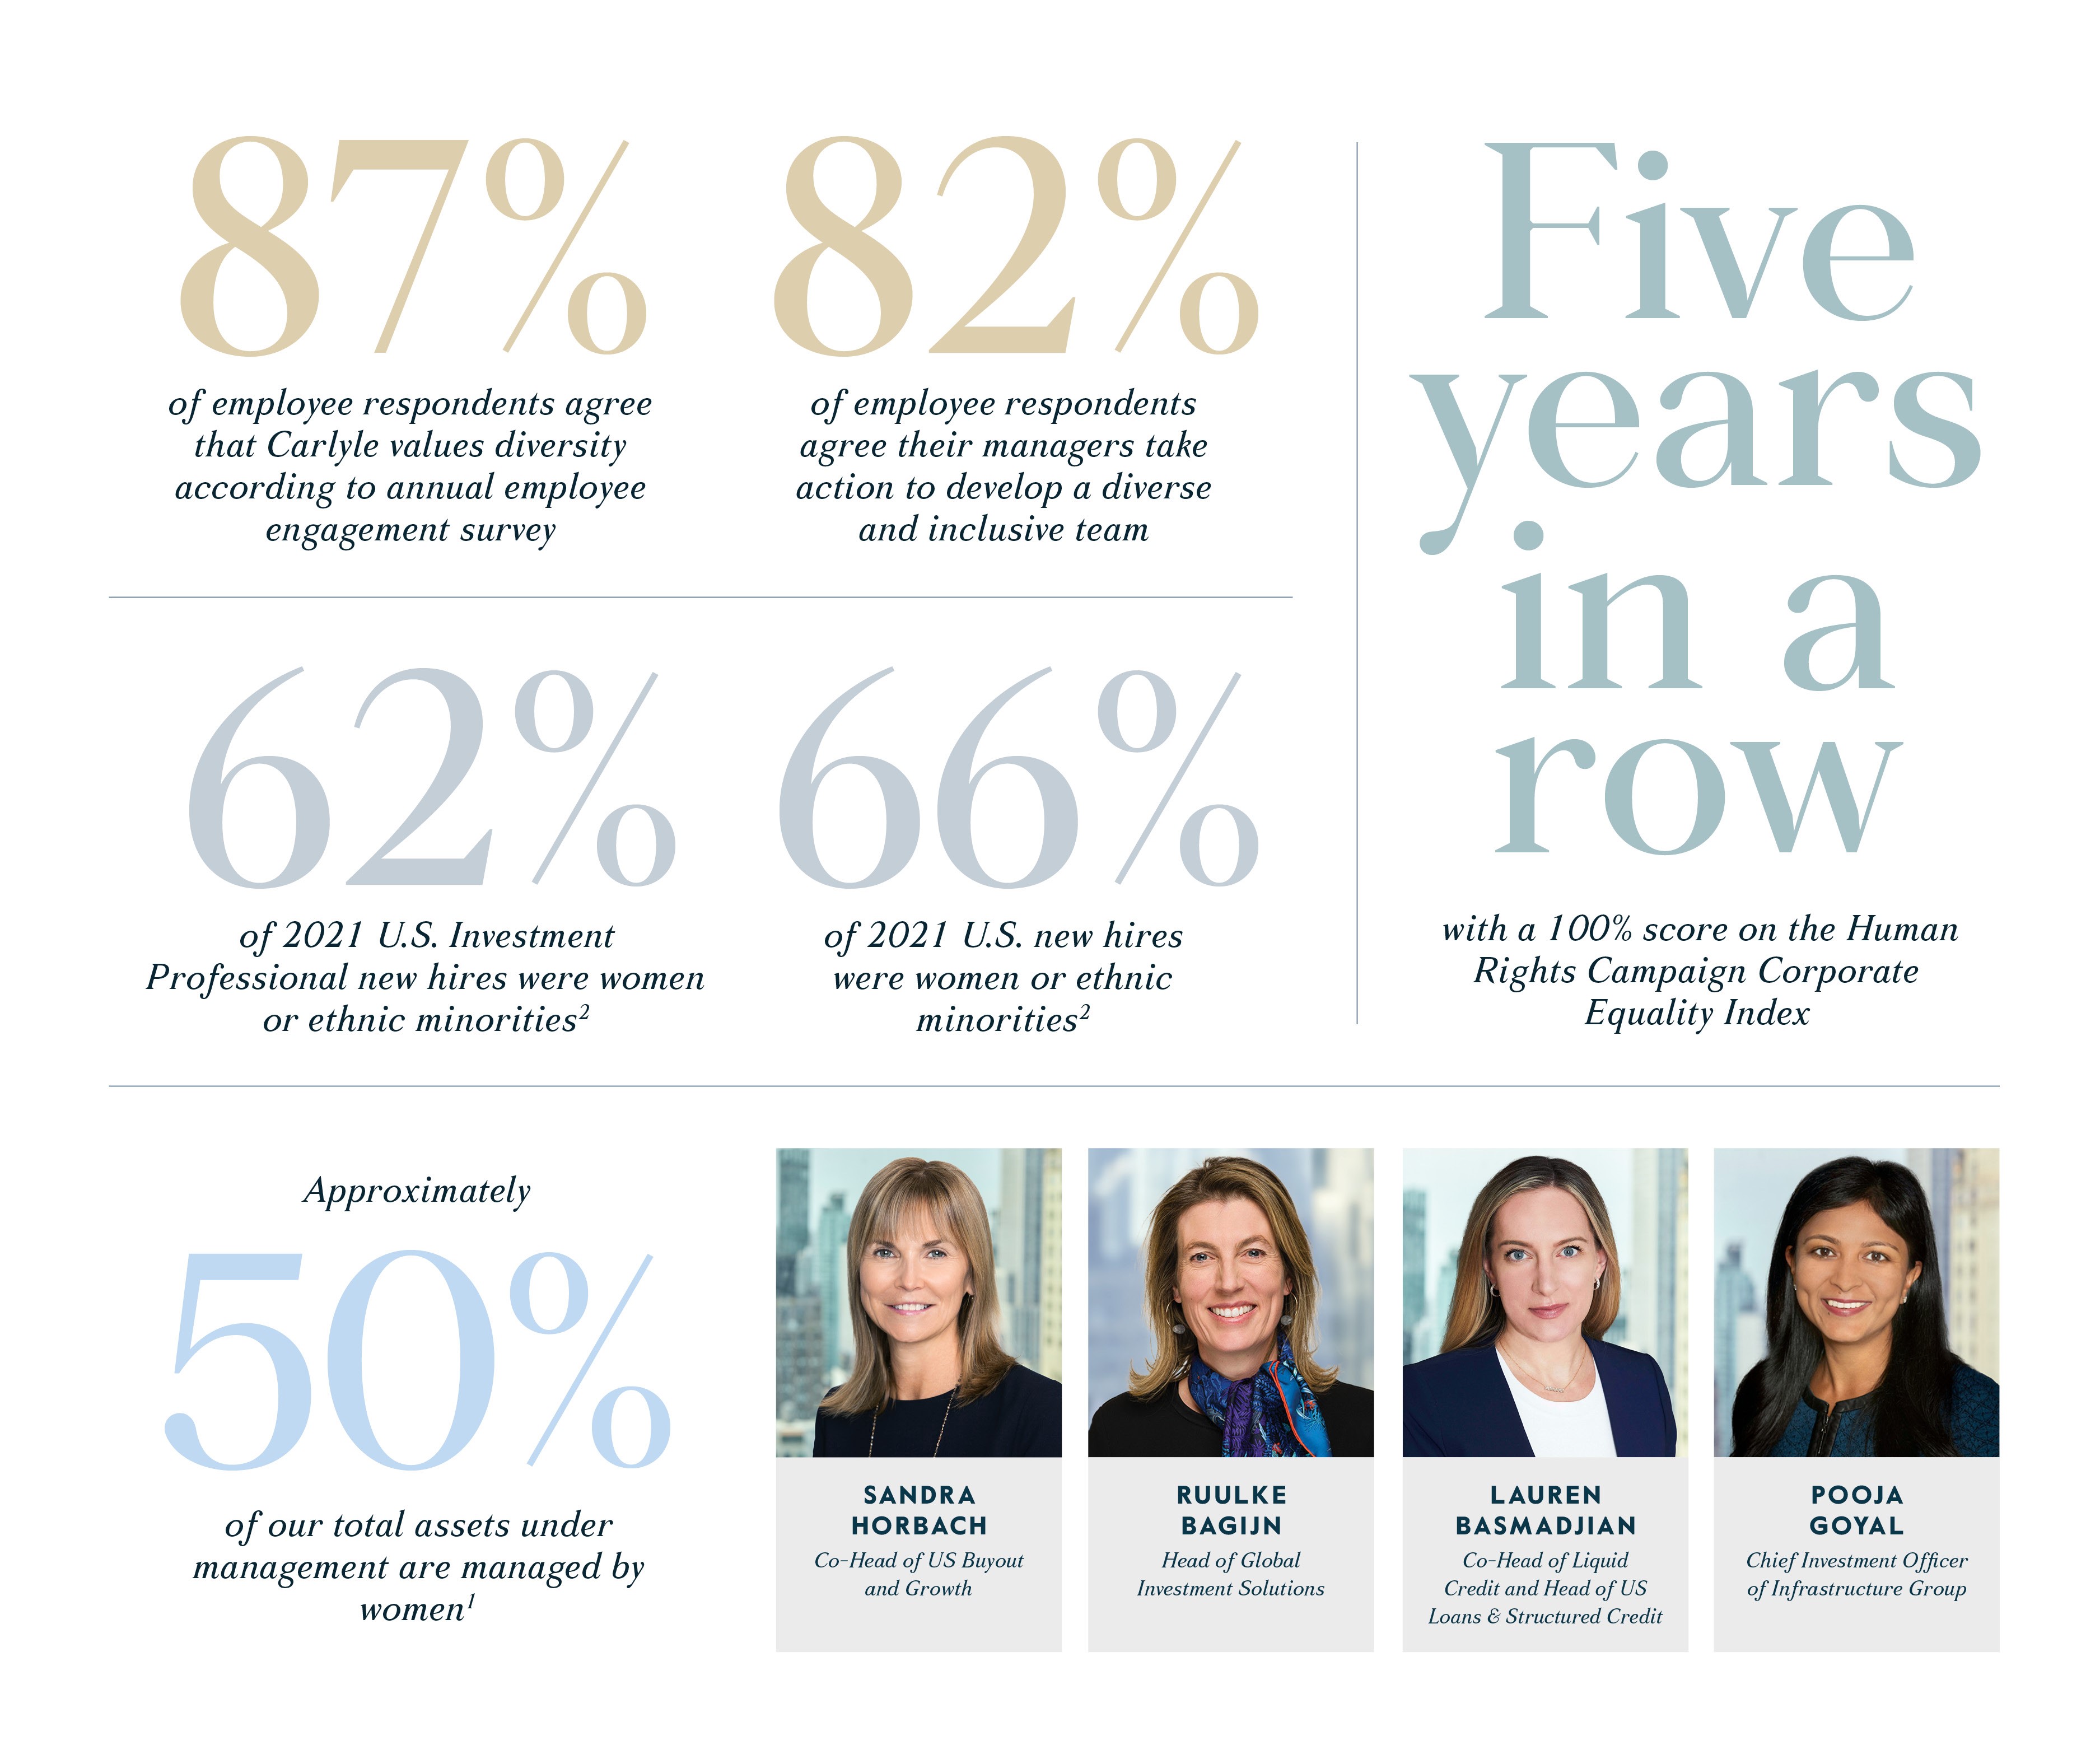 87%
of employee respondents agree
that Carlyle values diversity
according to annual employee
engagement survey
82%
of employee respondents
agree their managers take
action to develop a diverse
and inclusive team
Five
years
in a
row
with a 100% score on the Human
Rights Campaign Corporate
Equality Index
62%
of 2021 U.S. Investment
Professional new hires were women
or ethnic minorities²
66%
of 2021 U.S. new hires
were women or ethnic
minorities²
Approximately
50%
of our total assets under
management are managed by
women¹
SANDRA
HORBACH
Co-Head of US Buyout
and Growth
RUULKE
BAGIJN
Head of Global
Investment Solutions
LAUREN
BASMADJIAN
Co-Head of Liquid
Credit and Head of US
Loans & Structured Credit
POOJA
GOYAL
Chief Investment Officer
of Infrastructure Group